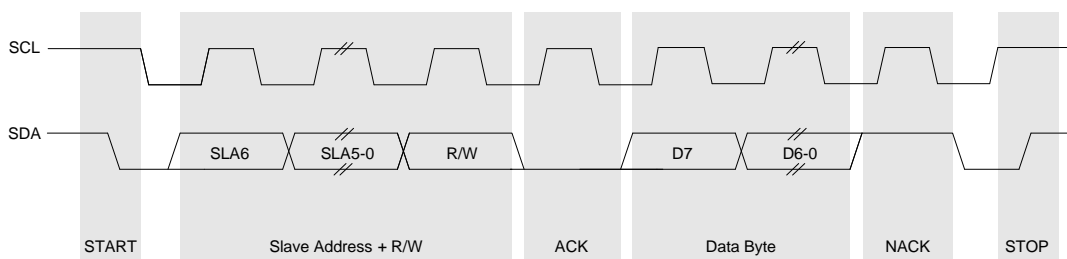 SCL
SDA
SLA6 SLA5-0 R/W D7 D6-0
START Slave Address + R/W ACK Data Byte NACK STOP